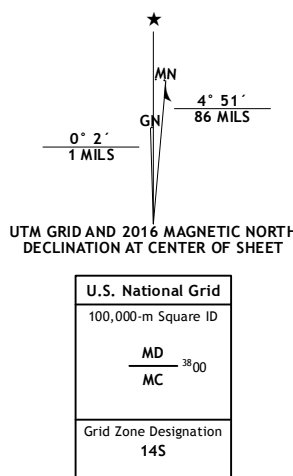 MN
GN
4° 51´
86 MILS
0° 2´
1 MILS
UTM GRID AND 2016 MAGNETIC NORTH
DECLINATION AT CENTER OF SHEET
U.S. National Grid
100,000-m Square ID
MD
3800
MC
Grid Zone Designation
14S